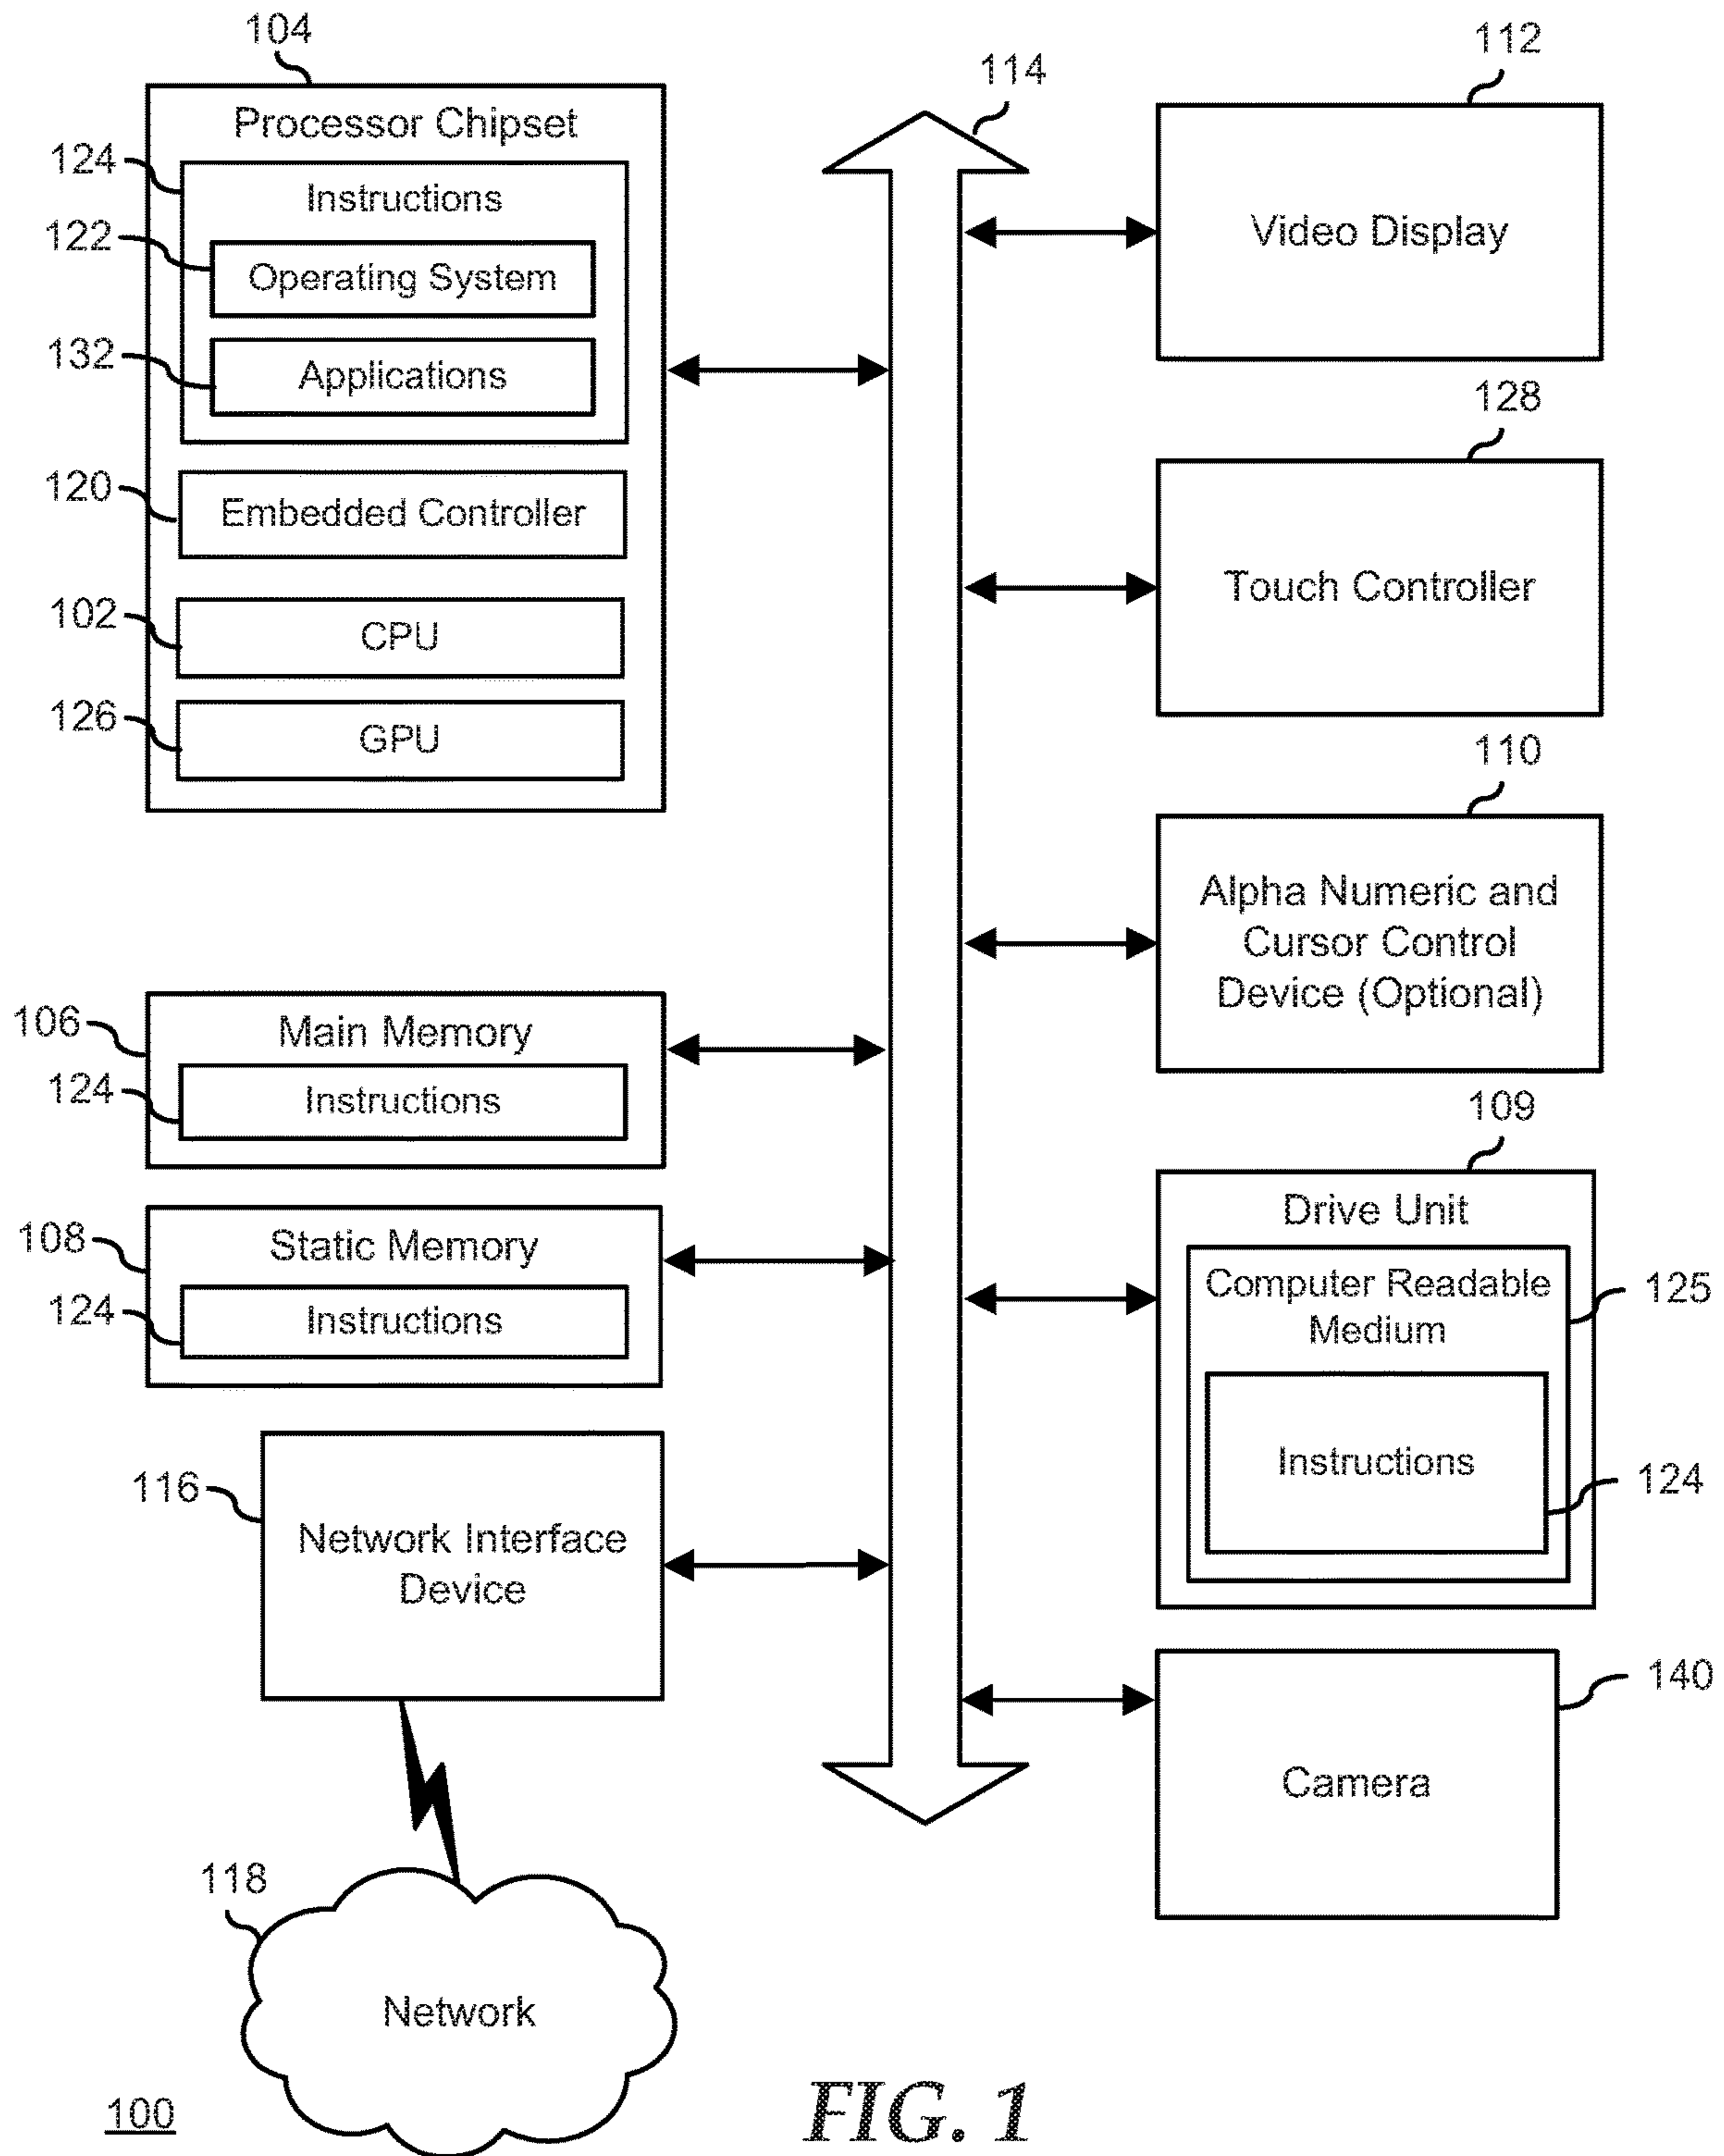 104
Processor Chipset
124
Instructions
122
Operating System
132
Applications
120
Embedded Controller
102
CPU
126
GPU
106
Main Memory
124
Instructions
108
Static Memory
124
Instructions
116
Network Interface
Device
118
Network
100
114
112
Video Display
128
Touch Controller
110
Alpha Numeric and
Cursor Control
Device (Optional)
109
Drive Unit
Computer Readable
Medium
125
Instructions
124
140
Camera
FIG. 1